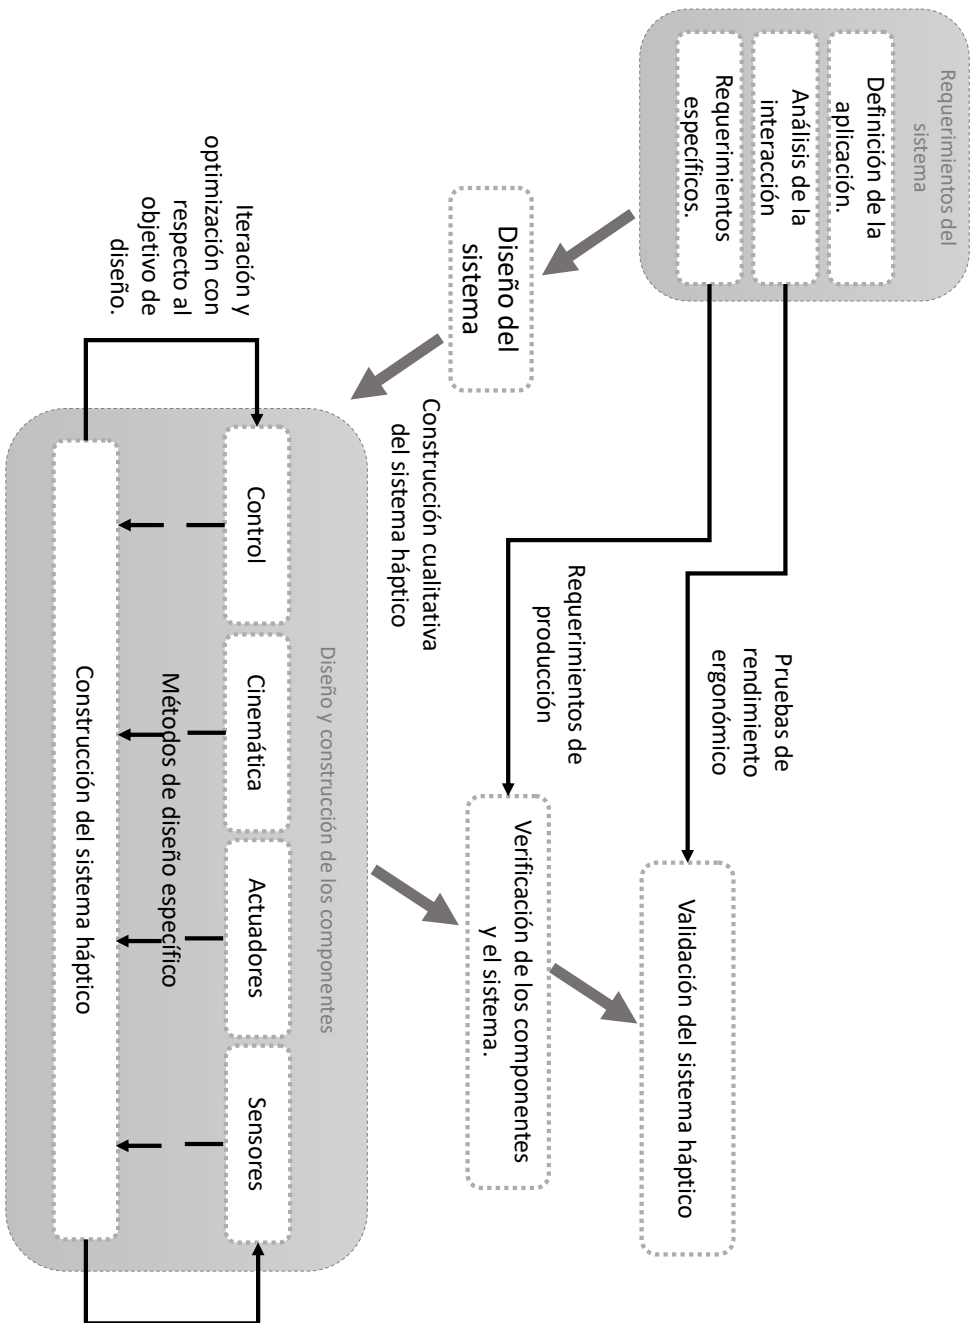 Requerimientos del
sistema
Definición de la
aplicación.
Análisis de la
interacción
Requerimientos
específicos.
Diseño del
sistema
Construcción cualitativa
del sistema háptico
Iteración y
optimización con
respecto al
objetivo de
diseño.
Pruebas de
rendimiento
ergonómico
Requerimientos de
producción
Validación del sistema háptico
Verificación de los componentes
y el sistema.
Diseño y construcción de los componentes
Control
Cinemática
Actuadores
Sensores
Métodos de diseño específico
Construcción del sistema háptico